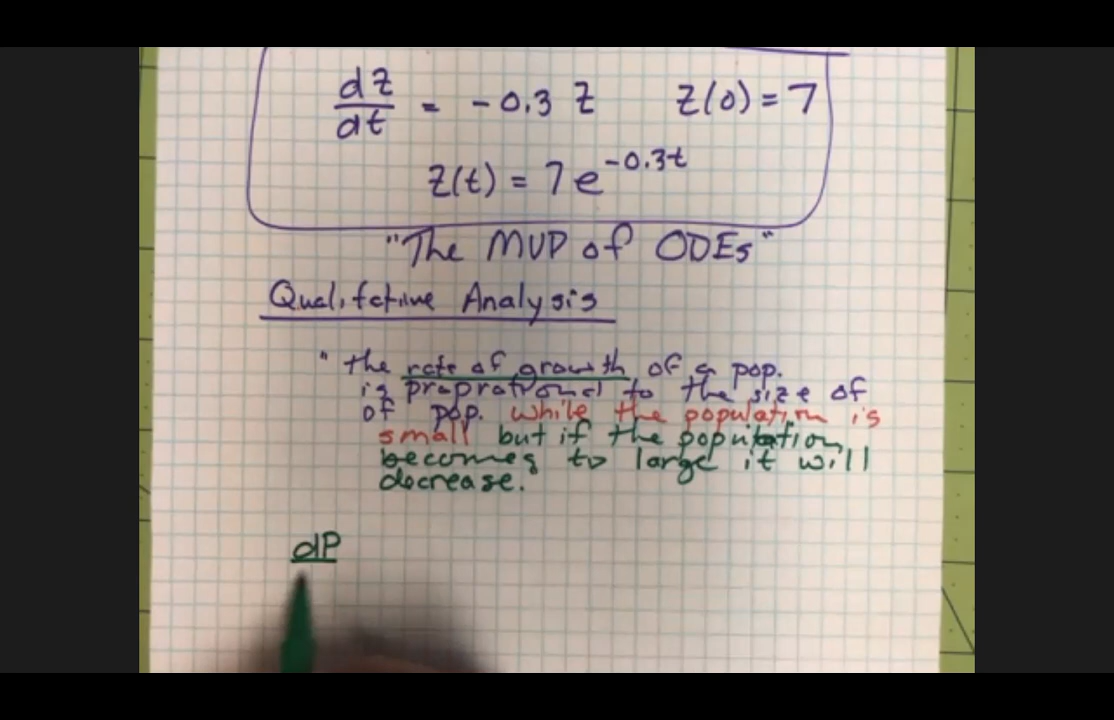 dZ/dt = -0.3 Z Z(0) = 7
Z(t) = 7 e^-0.3t
"The MVP of ODEs"
Qualitative Analysis
"the rate of growth of a pop.
is proprotional to the size of
of pop. while the population is
small but if the population
becomes to large it will
decrease."
dP